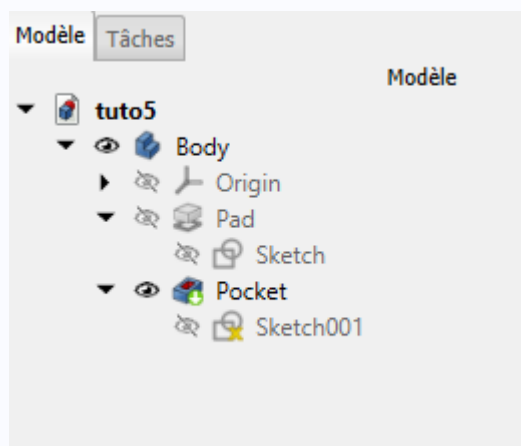 Modèle Tâches
Modèle
tuto5
Body
Origin
Pad
Sketch
Pocket
Sketch001